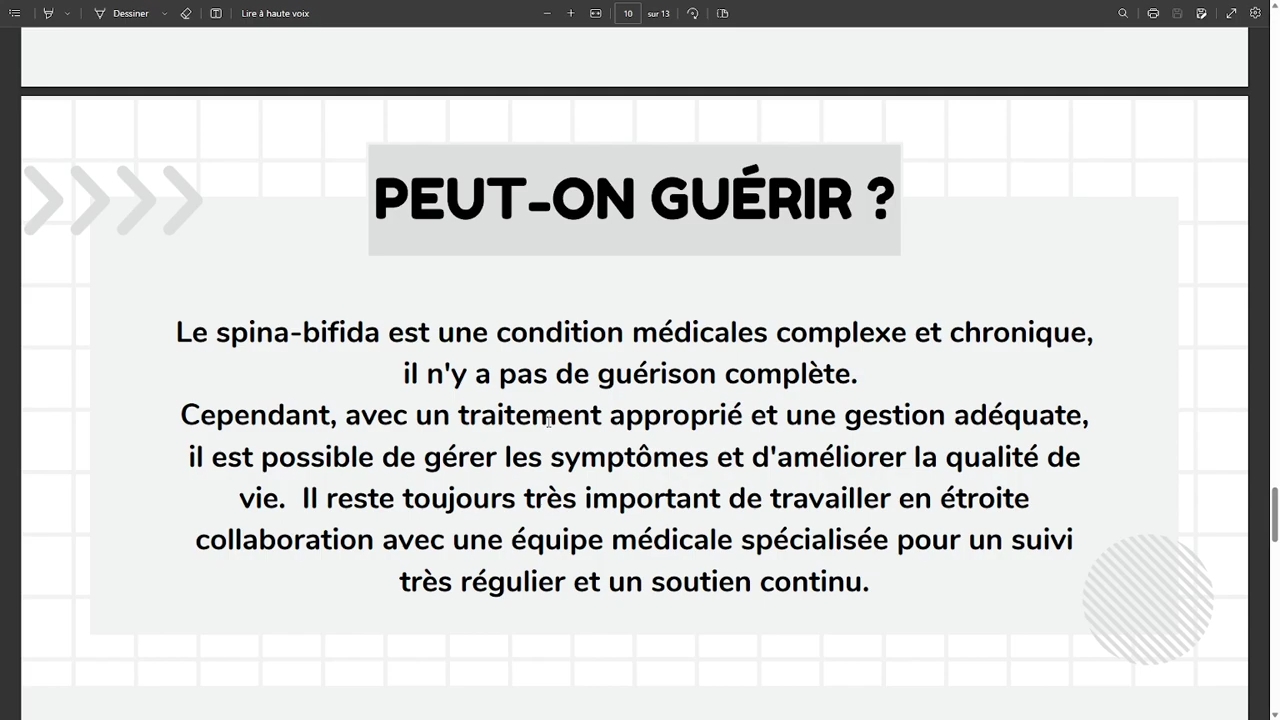 Dessiner
Lire à haute voix
10
sur 13
PEUT-ON GUÉRIR ?
Le spina-bifida est une condition médicales complexe et chronique,
il n'y a pas de guérison complète.
Cependant, avec un traitement approprié et une gestion adéquate,
il est possible de gérer les symptômes et d'améliorer la qualité de
vie.  Il reste toujours très important de travailler en étroite
collaboration avec une équipe médicale spécialisée pour un suivi
très régulier et un soutien continu.